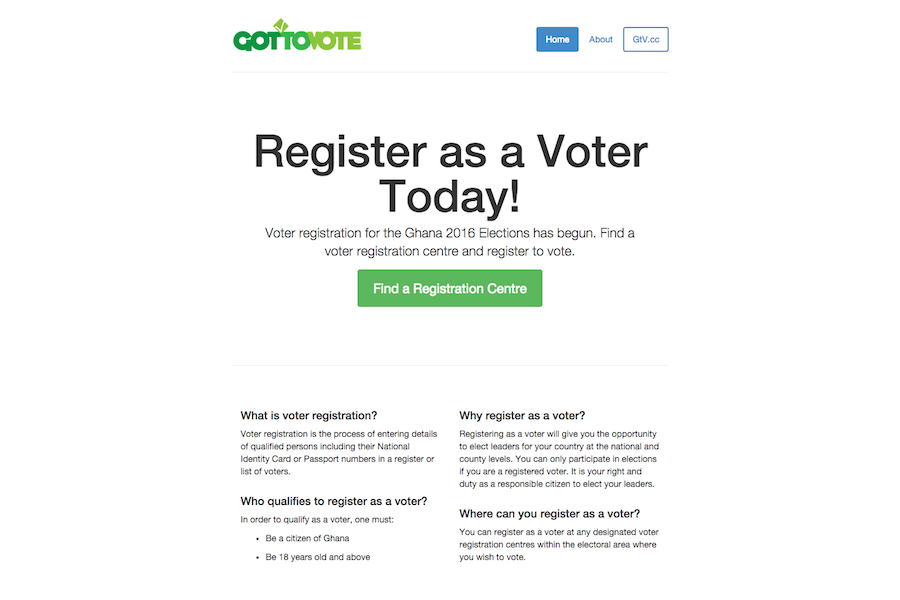 GOTTOVOTE
Home
About
GtV.cc
Register as a Voter
Today!
Voter registration for the Ghana 2016 Elections has begun. Find a
voter registration centre and register to vote.
Find a Registration Centre
What is voter registration?
Voter registration is the process of entering details
of qualified persons including their National
Identity Card or Passport numbers in a register or
list of voters.
Who qualifies to register as a voter?
In order to qualify as a voter, one must:
• Be a citizen of Ghana
• Be 18 years old and above
Why register as a voter?
Registering as a voter will give you the opportunity
to elect leaders for your country at the national and
county levels. You can only participate in elections
if you are a registered voter. It is your right and
duty as a responsible citizen to elect your leaders.
Where can you register as a voter?
You can register as a voter at any designated voter
registration centres within the electoral area where
you wish to vote.